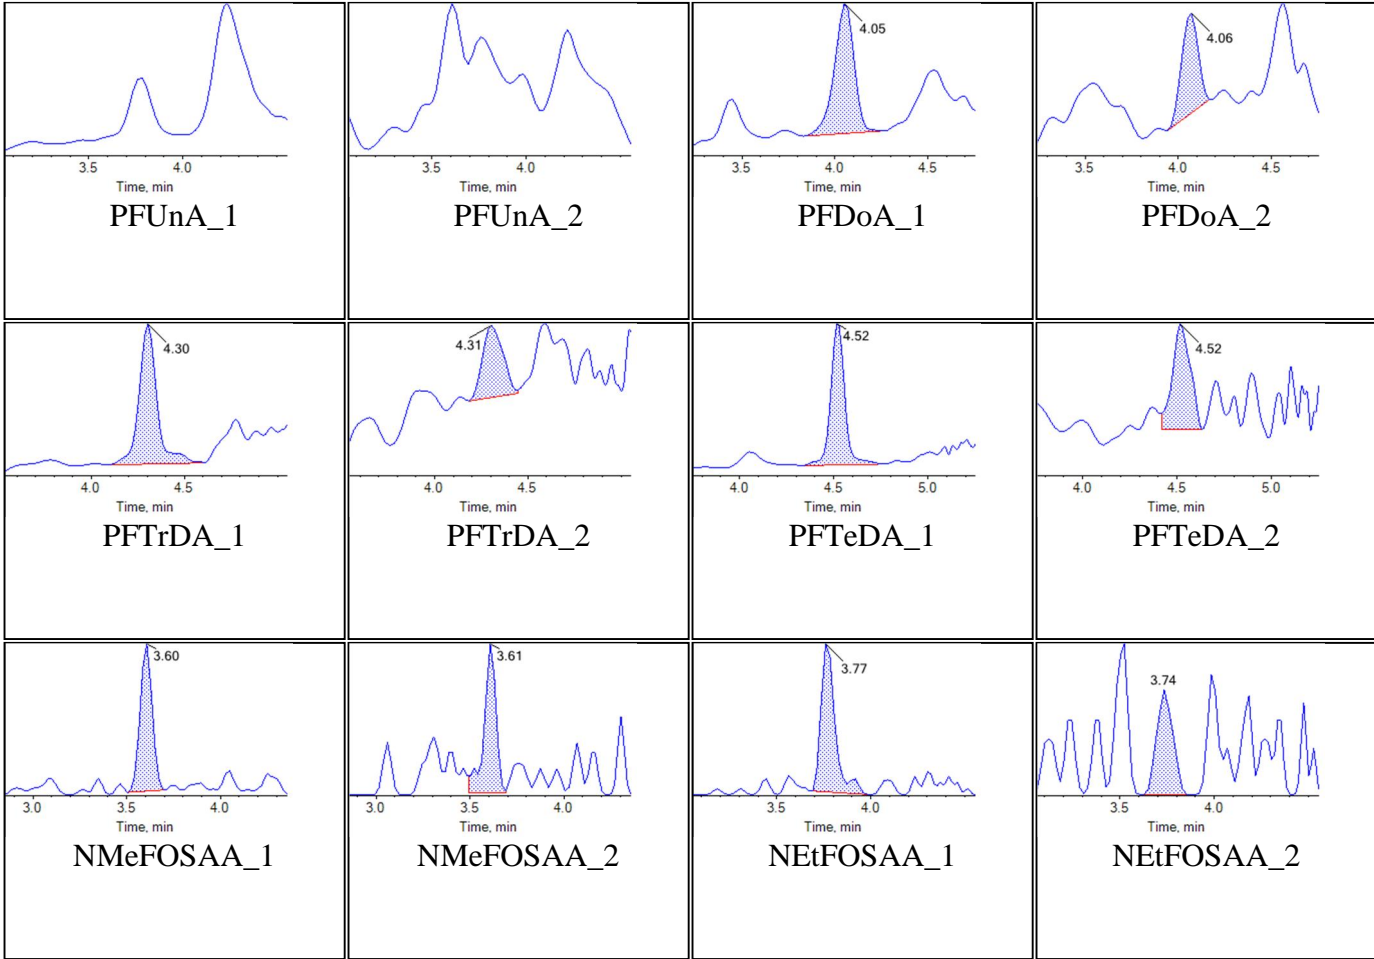 4.05
4.06
3.5 4.0
3.5 4.0
3.5 4.0 4.5
3.5 4.0 4.5
Time, min
Time, min
Time, min
Time, min
PFUnA_1
PFUnA_2
PFDoA_1
PFDoA_2
4.30
4.31
4.52
4.52
4.0 4.5
4.0 4.5
4.0 4.5 5.0
4.0 4.5 5.0
Time, min
Time, min
Time, min
Time, min
PFTrDA_1
PFTrDA_2
PFTeDA_1
PFTeDA_2
3.60
3.61
3.77
3.74
3.0 3.5 4.0
3.0 3.5 4.0
3.5 4.0
3.5 4.0
Time, min
Time, min
Time, min
Time, min
NMeFOSAA_1
NMeFOSAA_2
NEtFOSAA_1
NEtFOSAA_2